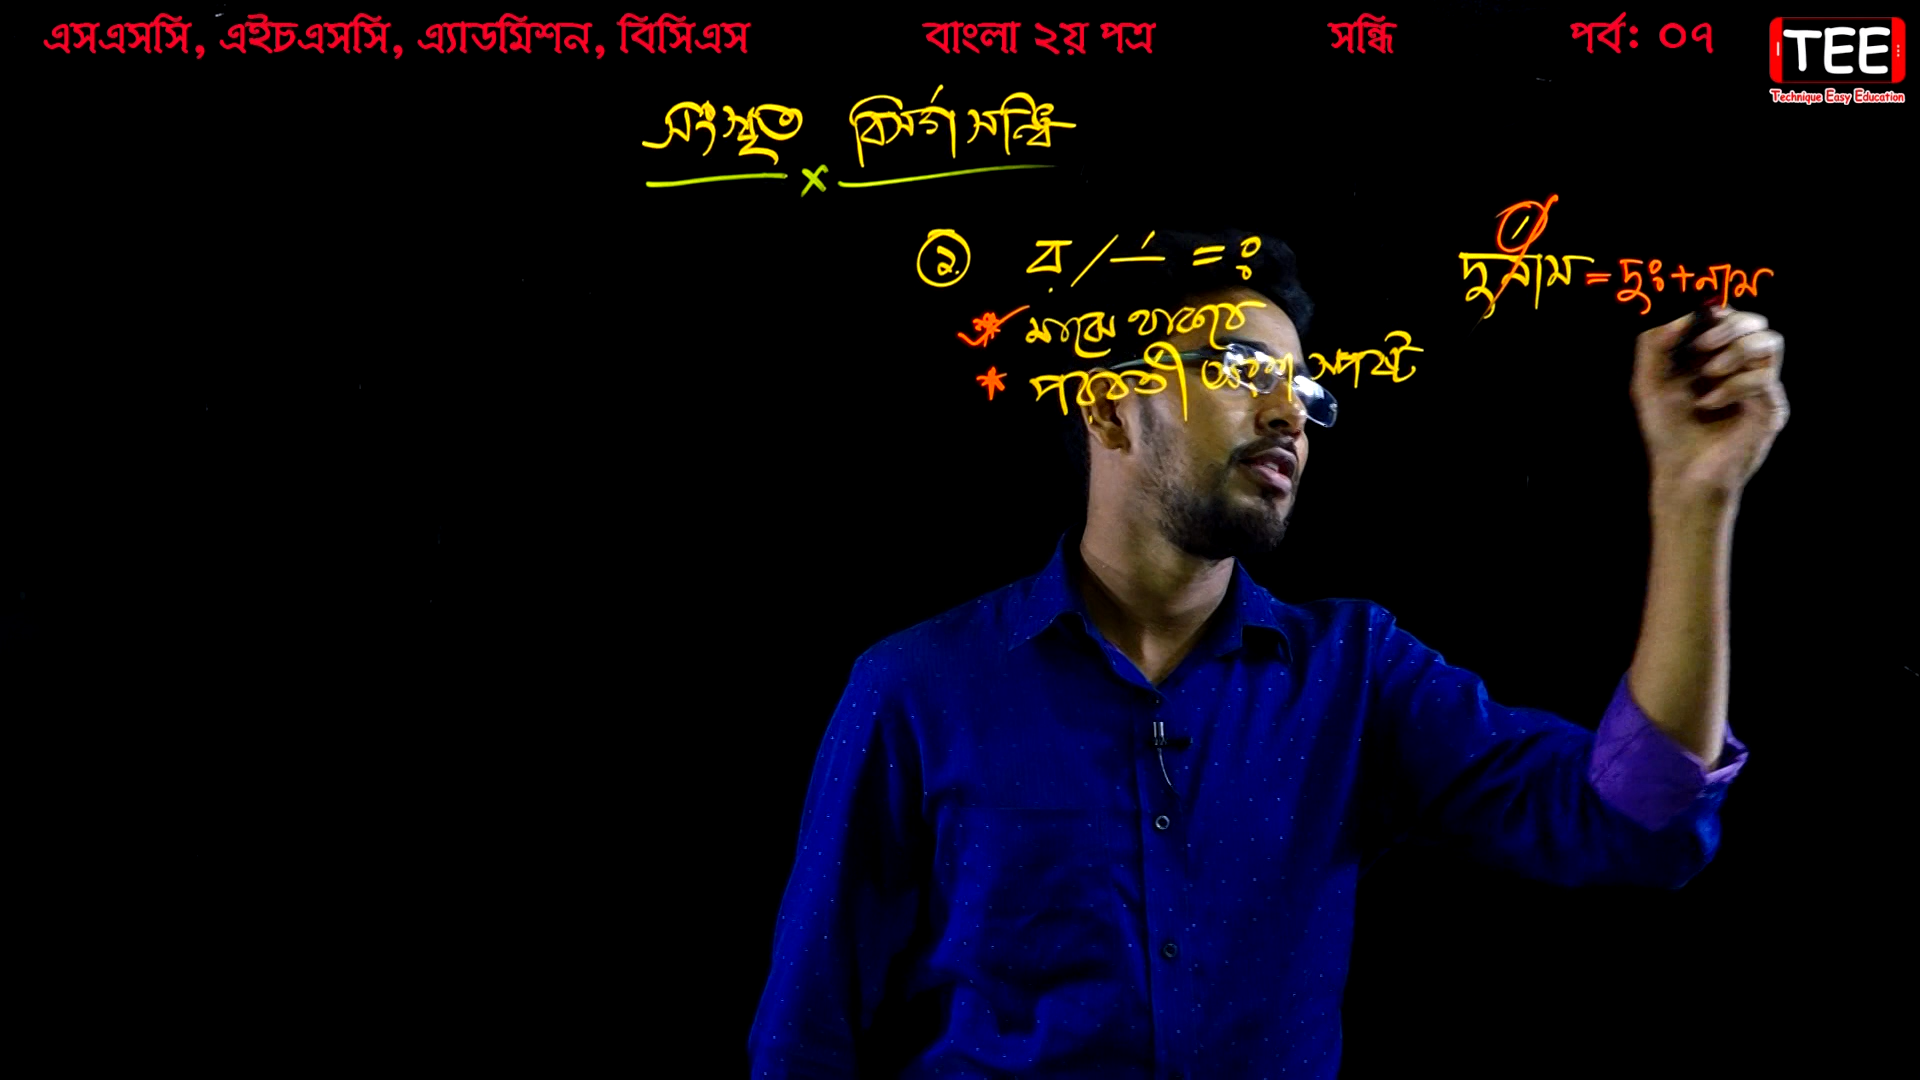 এসএসসি, এইচএসসি, এ্যাডমিশন, বিসিএস বাংলা ২য় পত্র সন্ধি পর্ব: ০৭
TEE
Technique Easy Education
সংস্কৃত × বিসর্গ সন্ধি
২ র / র্ = ঃ
* মাঝে থাকবে
* পরবর্তী অংশ স্পষ্ট
দুর্নাম = দুঃ + নাম